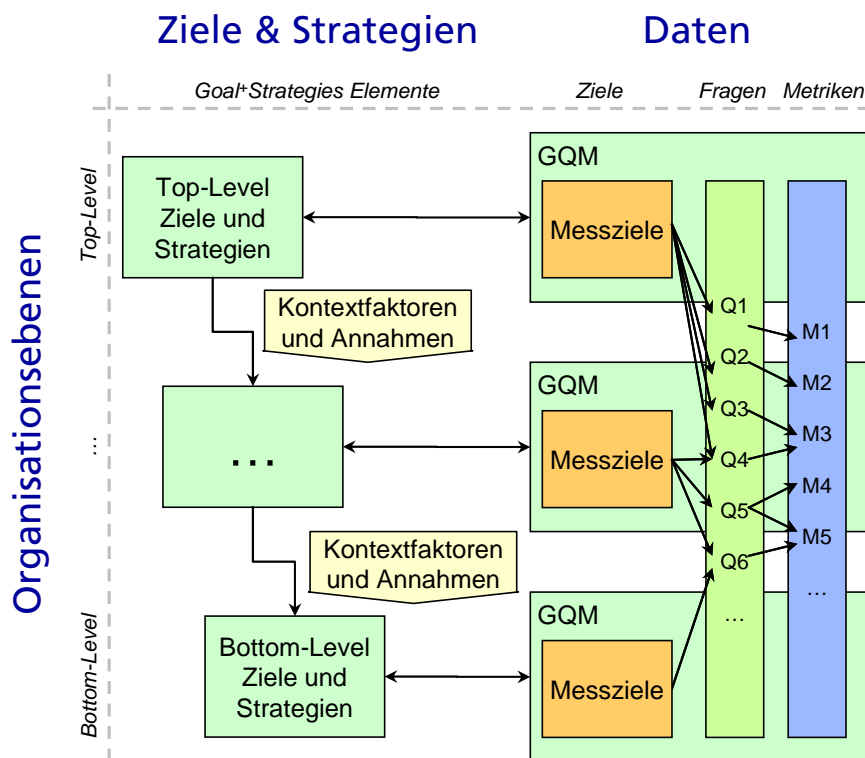 Ziele & Strategien
Daten
Goal+Strategies Elemente
Ziele
Fragen
Metriken
Organisationsebenen
Top-Level
...
Bottom-Level
Top-Level
Ziele und
Strategien
Kontextfaktoren
und Annahmen
...
Kontextfaktoren
und Annahmen
Bottom-Level
Ziele und
Strategien
GQM
Messziele
GQM
Messziele
GQM
Messziele
Q1
Q2
Q3
Q4
Q5
Q6
...
M1
M2
M3
M4
M5
...